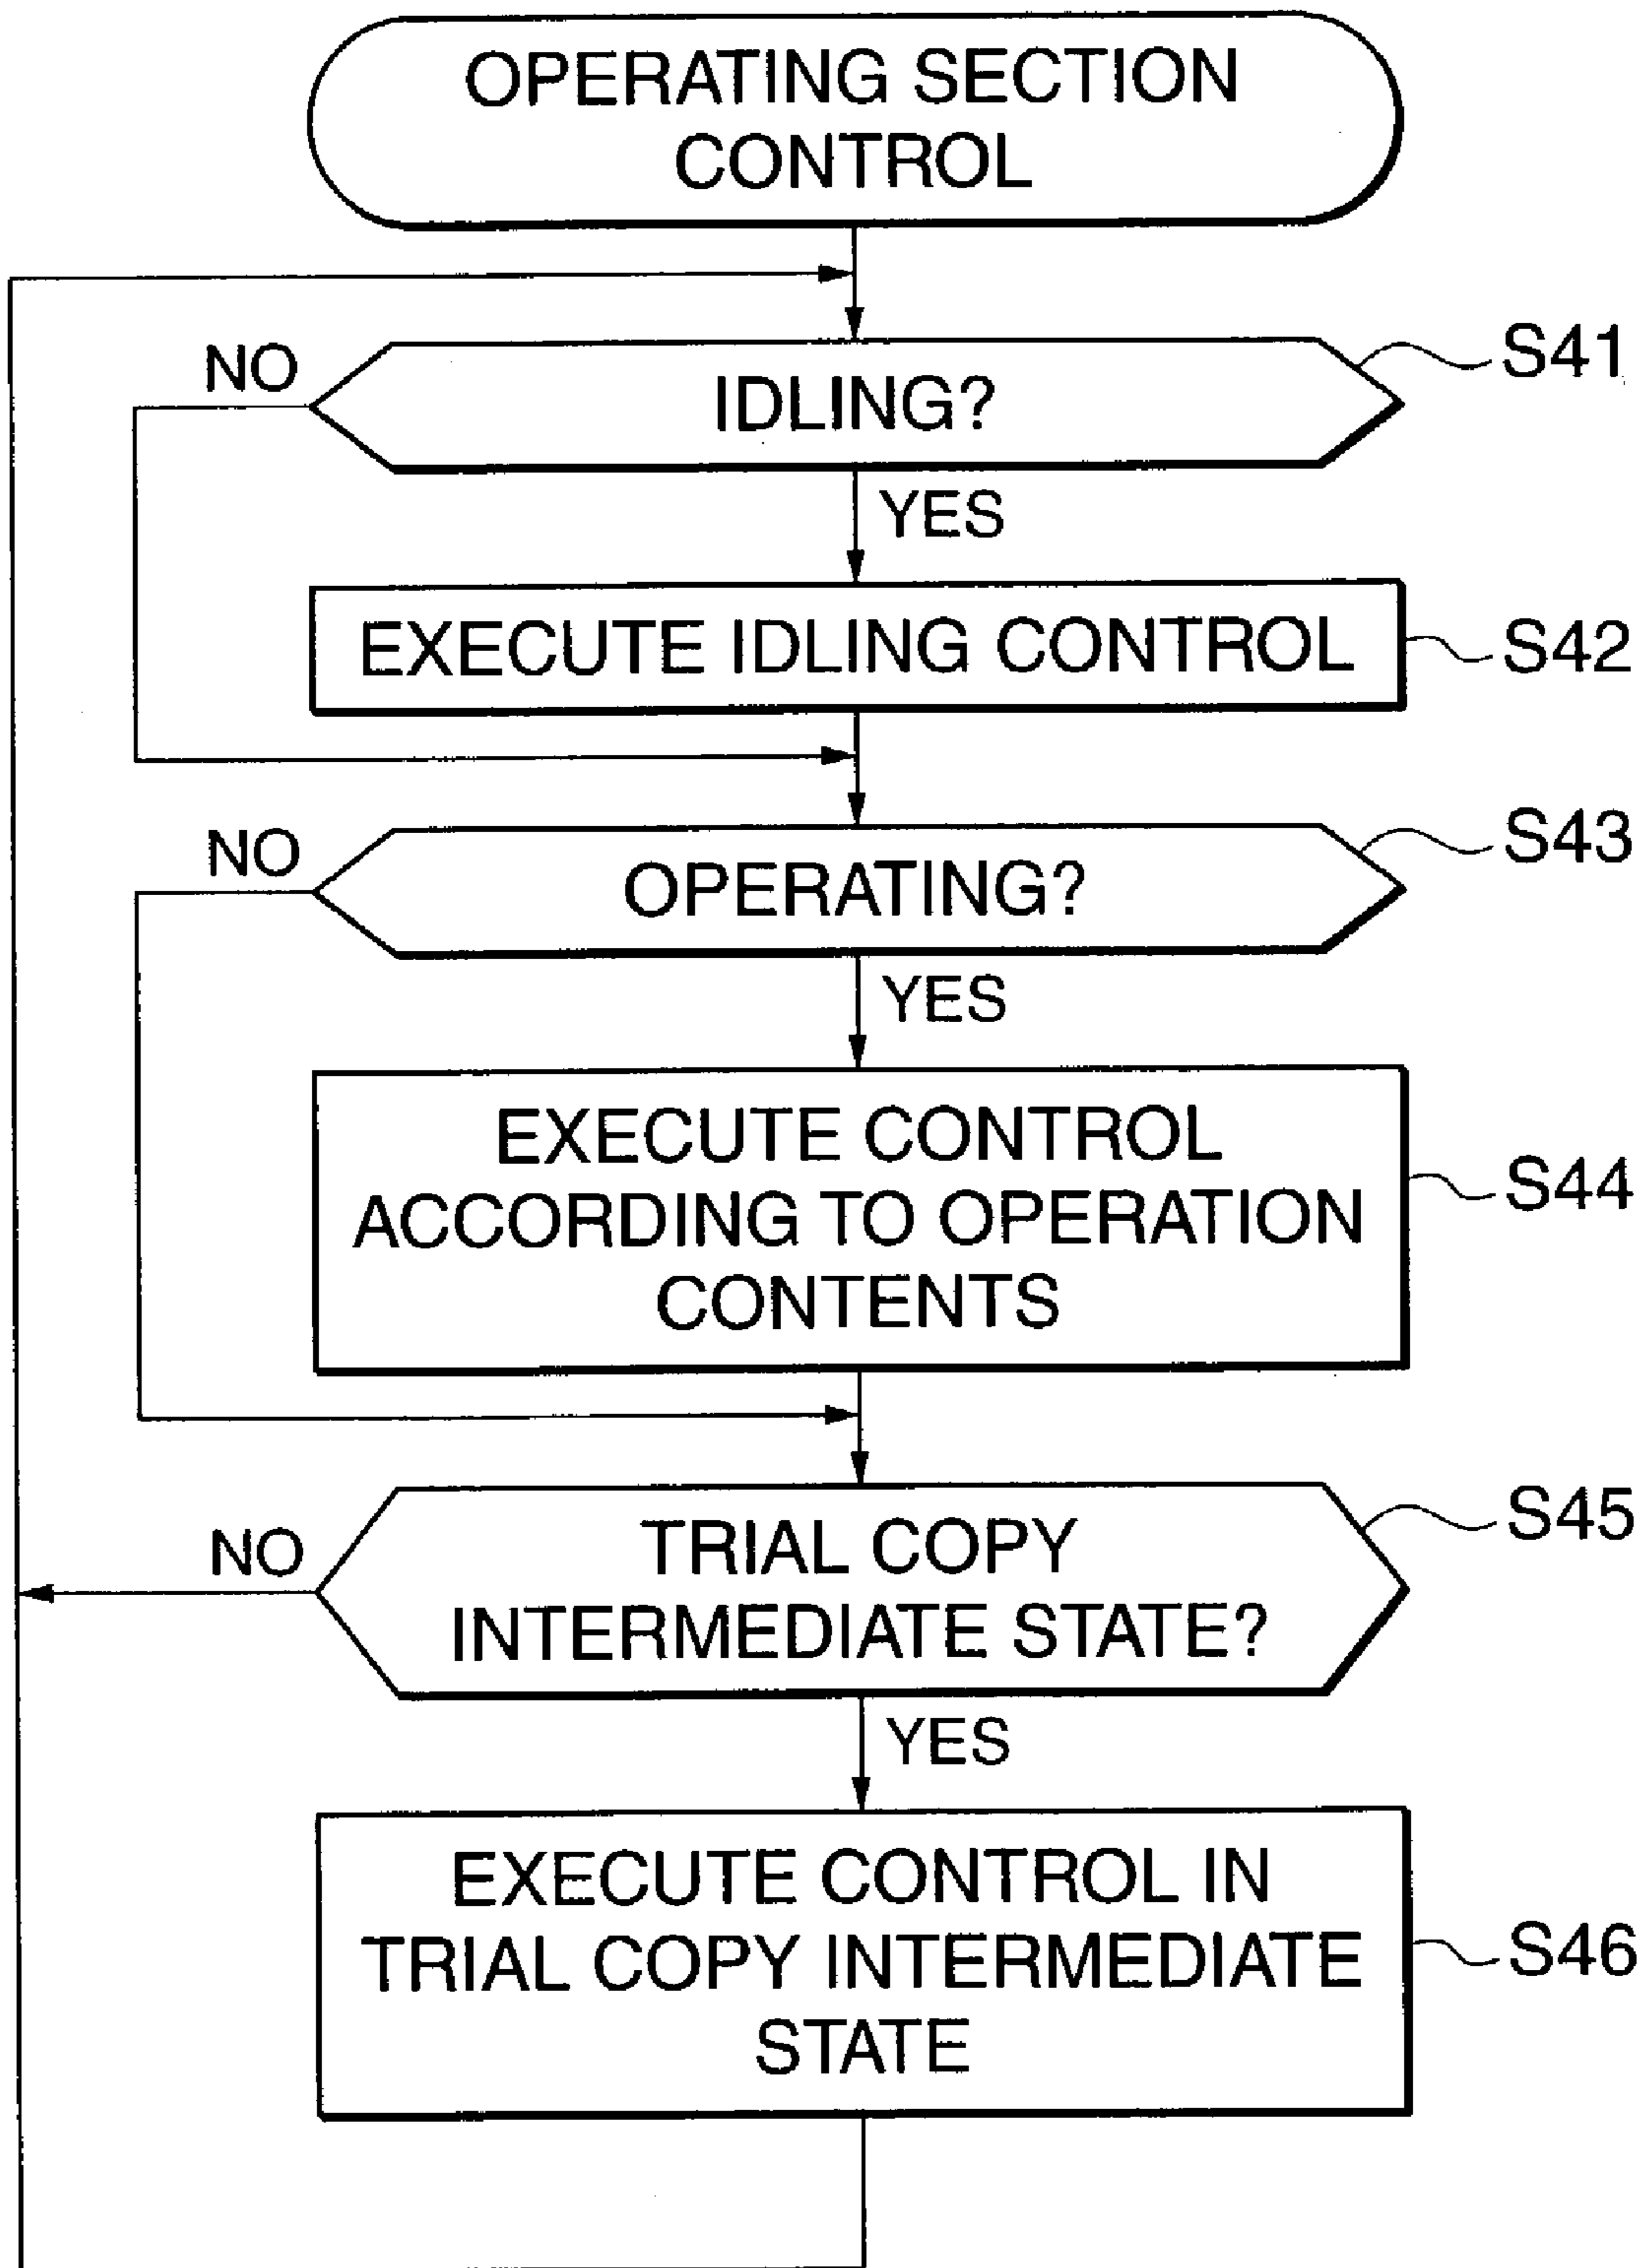 OPERATING SECTION
CONTROL
NO
IDLING?
S41
YES
EXECUTE IDLING CONTROL
S42
NO
OPERATING?
S43
YES
EXECUTE CONTROL
ACCORDING TO OPERATION
CONTENTS
S44
NO
TRIAL COPY
INTERMEDIATE STATE?
S45
YES
EXECUTE CONTROL IN
TRIAL COPY INTERMEDIATE
STATE
S46